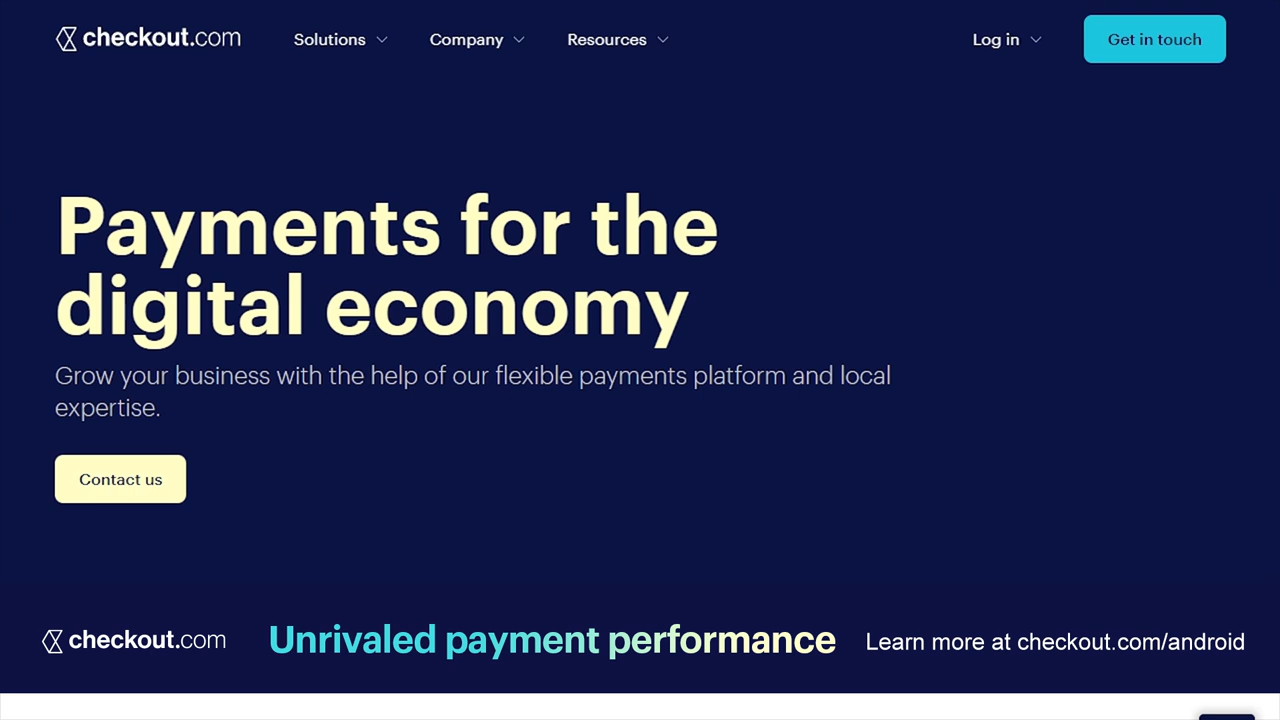 checkout.com Solutions Company Resources Log in Get in touch
Payments for the
digital economy
Grow your business with the help of our flexible payments platform and local
expertise.
Contact us
checkout.com Unrivaled payment performance Learn more at checkout.com/android